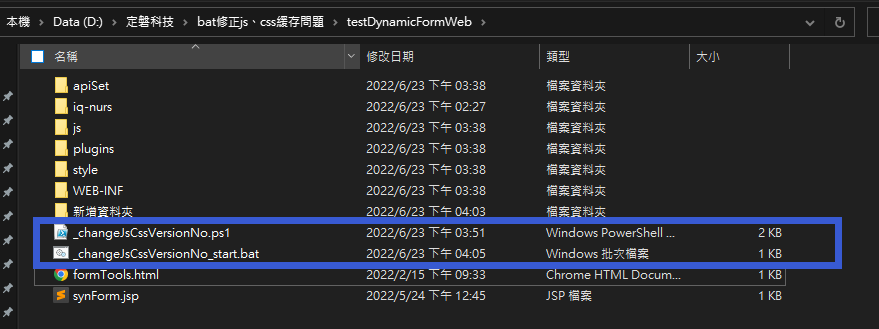 本機 > Data (D:) > 定磐科技 > bat修正js、css緩存問題 > testDynamicFormWeb >
名稱 修改日期 類型 大小
apiSet 2022/6/23 下午 03:38 檔案資料夾
iq-nurs 2022/6/23 下午 02:27 檔案資料夾
js 2022/6/23 下午 03:38 檔案資料夾
plugins 2022/6/23 下午 03:38 檔案資料夾
style 2022/6/23 下午 03:38 檔案資料夾
WEB-INF 2022/6/23 下午 03:38 檔案資料夾
新增資料夾 2022/6/23 下午 04:03 檔案資料夾
_changeJsCssVersionNo.ps1 2022/6/23 下午 03:51 Windows PowerShell ... 2 KB
_changeJsCssVersionNo_start.bat 2022/6/23 下午 04:05 Windows 批次檔案 1 KB
formTools.html 2022/2/15 下午 09:33 Chrome HTML Docum... 1 KB
synForm.jsp 2022/5/24 下午 12:45 JSP 檔案 1 KB